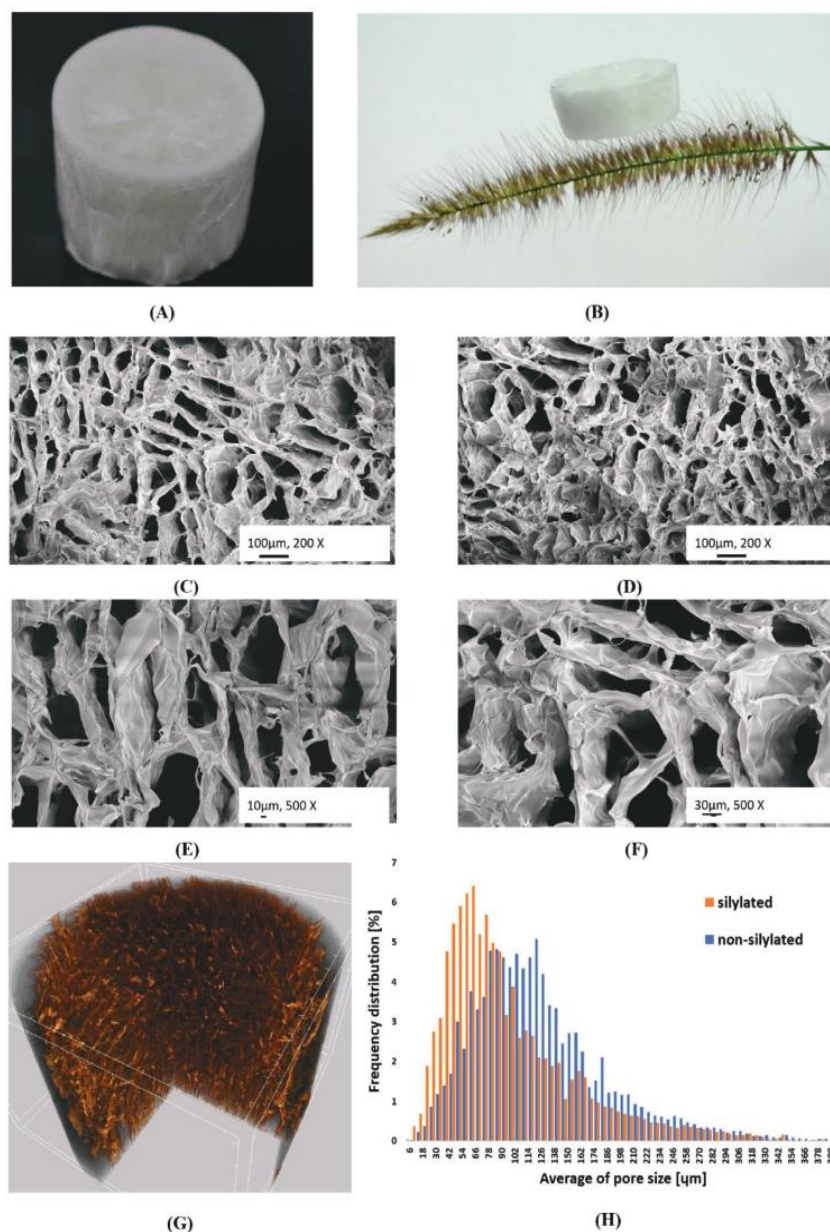 (A)
(B)
100µm, 200 X
100µm, 200 X
(C)
(D)
10µm, 500 X
30µm, 500 X
(E)
(F)
7
6
5
4
3
2
1
0
Frequency distribution [%]
silylated
non-silylated
6
18
30
42
54
66
78
90
102
114
126
138
150
162
174
186
198
210
222
234
246
258
270
282
294
306
318
330
342
354
366
378
390
Average of pore size [ųm]
(G)
(H)